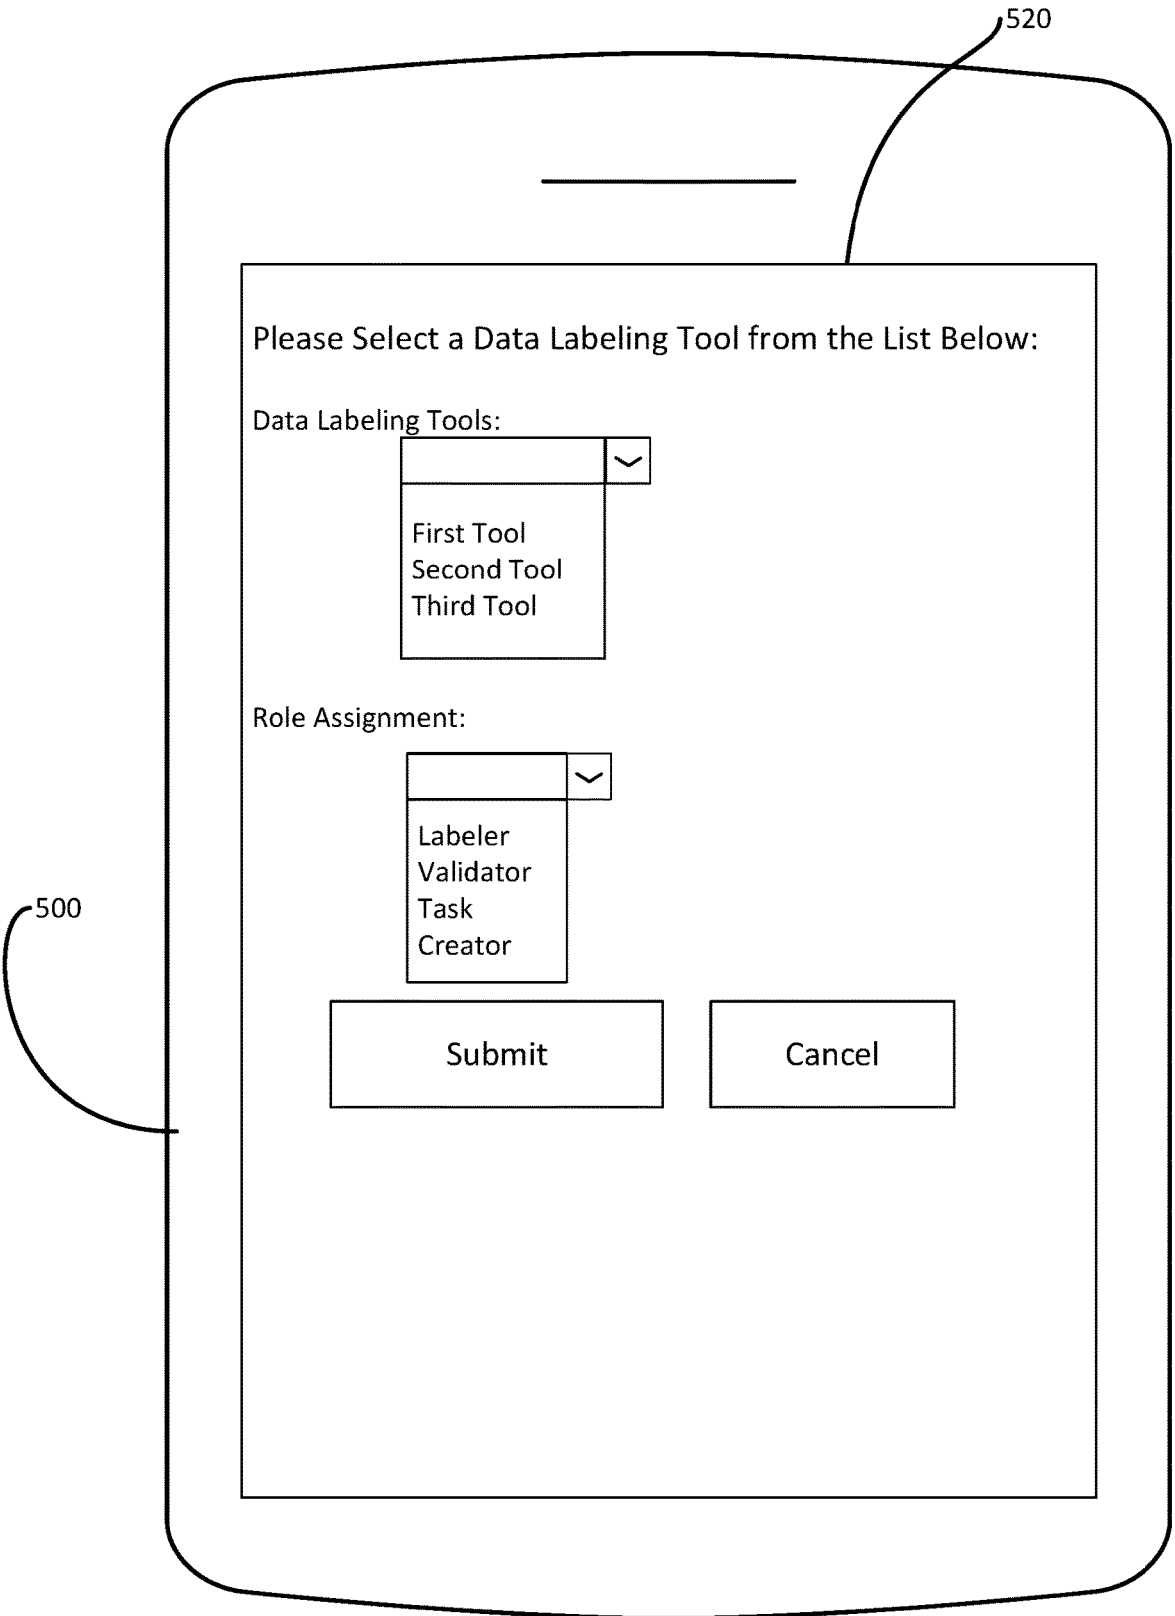 520
Please Select a Data Labeling Tool from the List Below:
Data Labeling Tools:
First Tool
Second Tool
Third Tool
Role Assignment:
Labeler
Validator
Task
Creator
500
Submit
Cancel